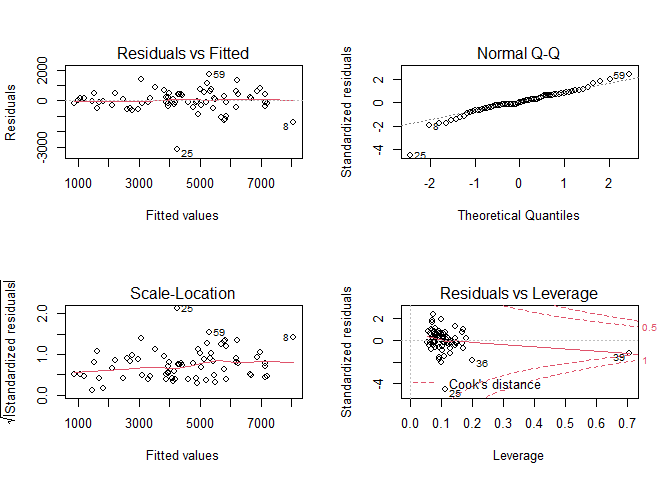 Residuals vs Fitted
Residuals
-3000 0 2000
59
8
25
1000 3000 5000 7000
Fitted values
Normal Q-Q
Standardized residuals
-4 -2 0 2
59
8
25
-2 -1 0 1 2
Theoretical Quantiles
Scale-Location
√|Standardized residuals|
0.0 1.0 2.0
25
59
8
1000 3000 5000 7000
Fitted values
Residuals vs Leverage
Standardized residuals
-4 0 2
0.5
1
39
36
25
Cook's distance
0.0 0.1 0.2 0.3 0.4 0.5 0.6 0.7
Leverage